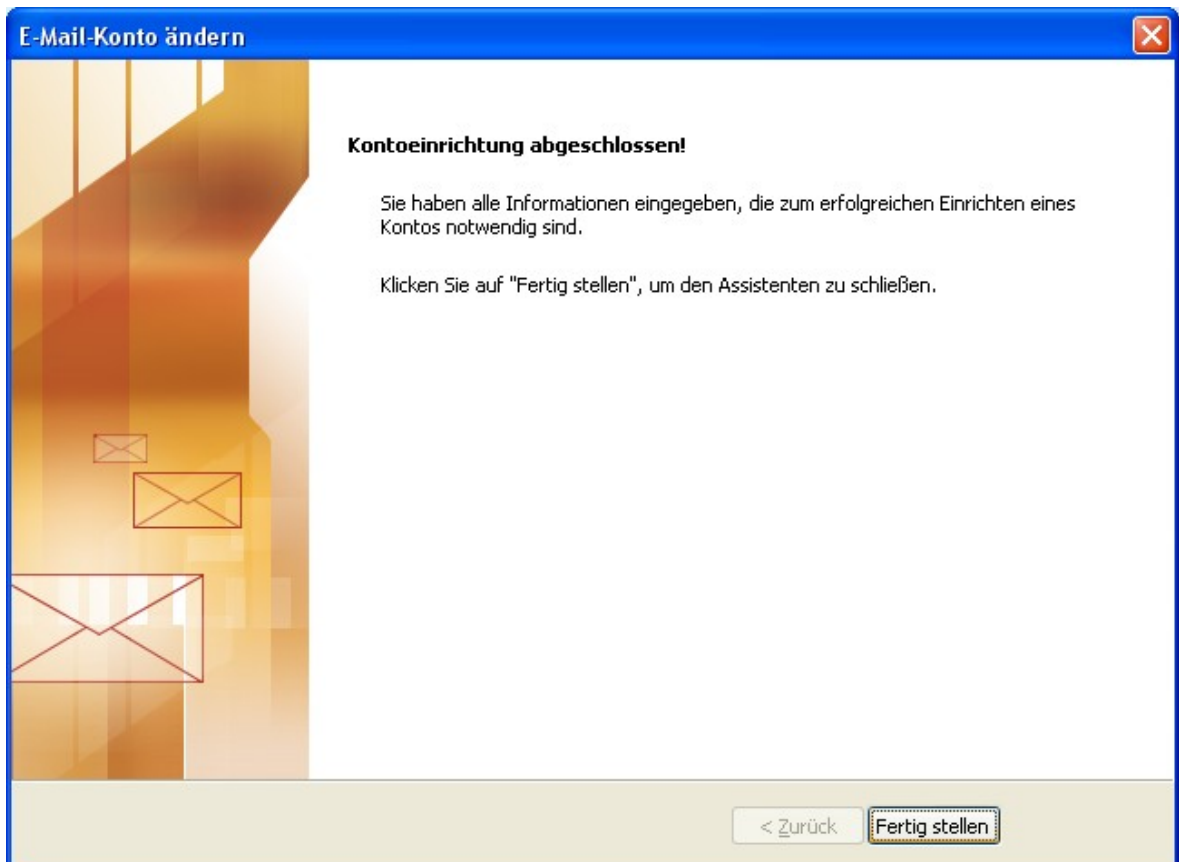 E-Mail-Konto ändern
Kontoeinrichtung abgeschlossen!
Sie haben alle Informationen eingegeben, die zum erfolgreichen Einrichten eines
Kontos notwendig sind.
Klicken Sie auf "Fertig stellen", um den Assistenten zu schließen.
< Zurück
Fertig stellen